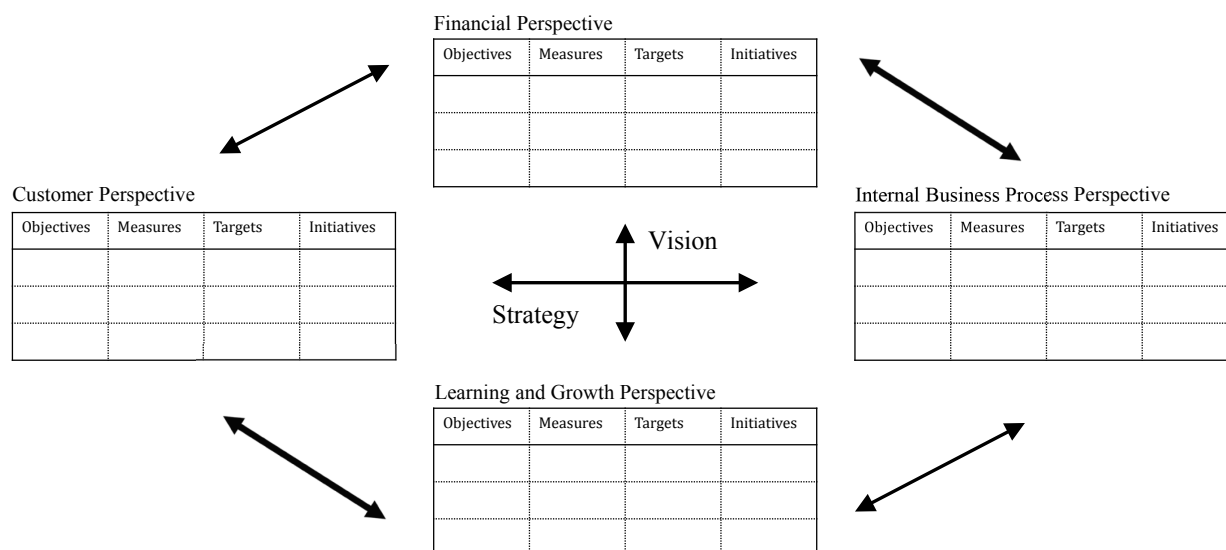 Financial Perspective
Objectives Measures Targets Initiatives
Customer Perspective
Objectives Measures Targets Initiatives
Internal Business Process Perspective
Objectives Measures Targets Initiatives
Vision
Strategy
Learning and Growth Perspective
Objectives Measures Targets Initiatives